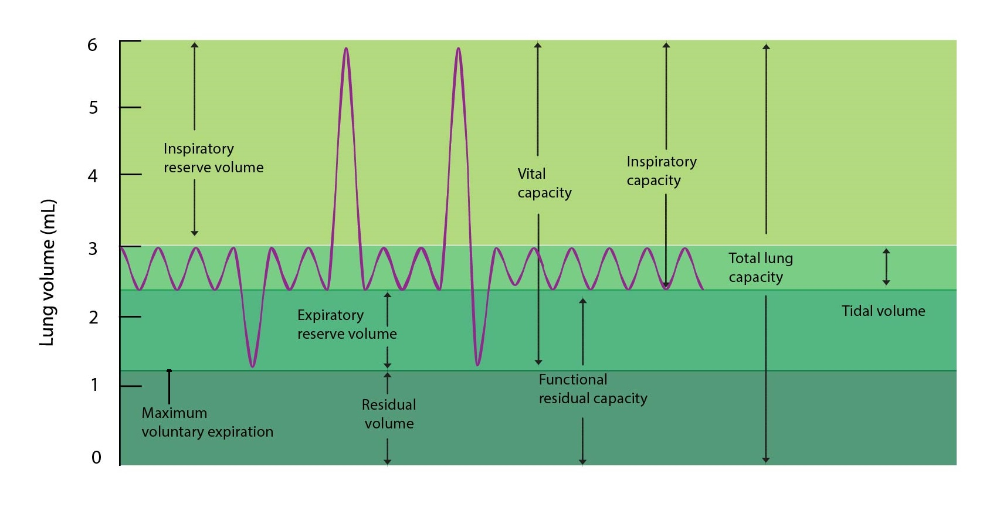 6
5
4
3
2
1
0
Lung volume (mL)
Inspiratory
reserve volume
Vital
capacity
Inspiratory
capacity
Total lung
capacity
Tidal volume
Expiratory
reserve volume
Functional
residual capacity
Residual
volume
Maximum
voluntary expiration